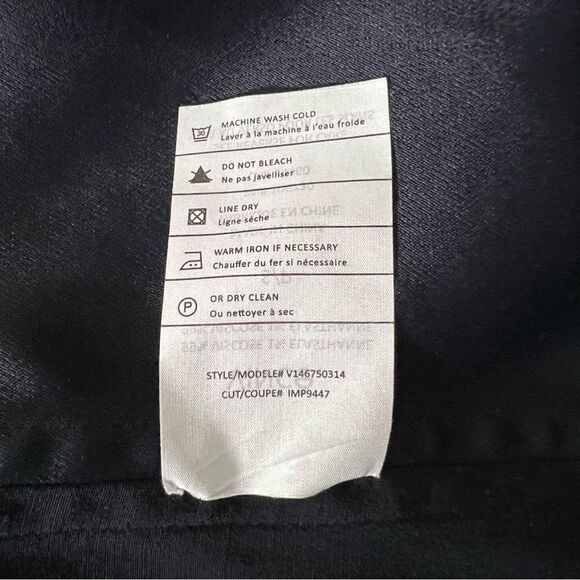 30
MACHINE WASH COLD
Laver à la machine à l'eau froide
DO NOT BLEACH
Ne pas javelliser
LINE DRY
Ligne séche
WARM IRON IF NECESSARY
Chauffer du fer si nécessaire
P
OR DRY CLEAN
Ou nettoyer à sec
STYLE/MODELE# V146750314
CUT/COUPE# IMP9447